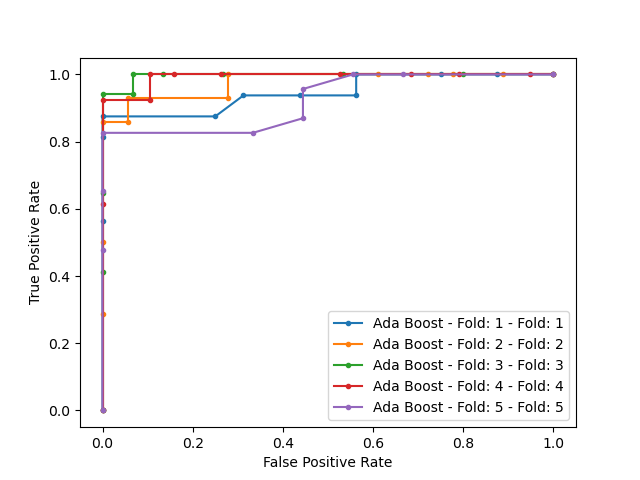 1.0
0.8
0.6
0.4
0.2
0.0
True Positive Rate
Ada Boost - Fold: 1 - Fold: 1
Ada Boost - Fold: 2 - Fold: 2
Ada Boost - Fold: 3 - Fold: 3
Ada Boost - Fold: 4 - Fold: 4
Ada Boost - Fold: 5 - Fold: 5
0.0 0.2 0.4 0.6 0.8 1.0
False Positive Rate